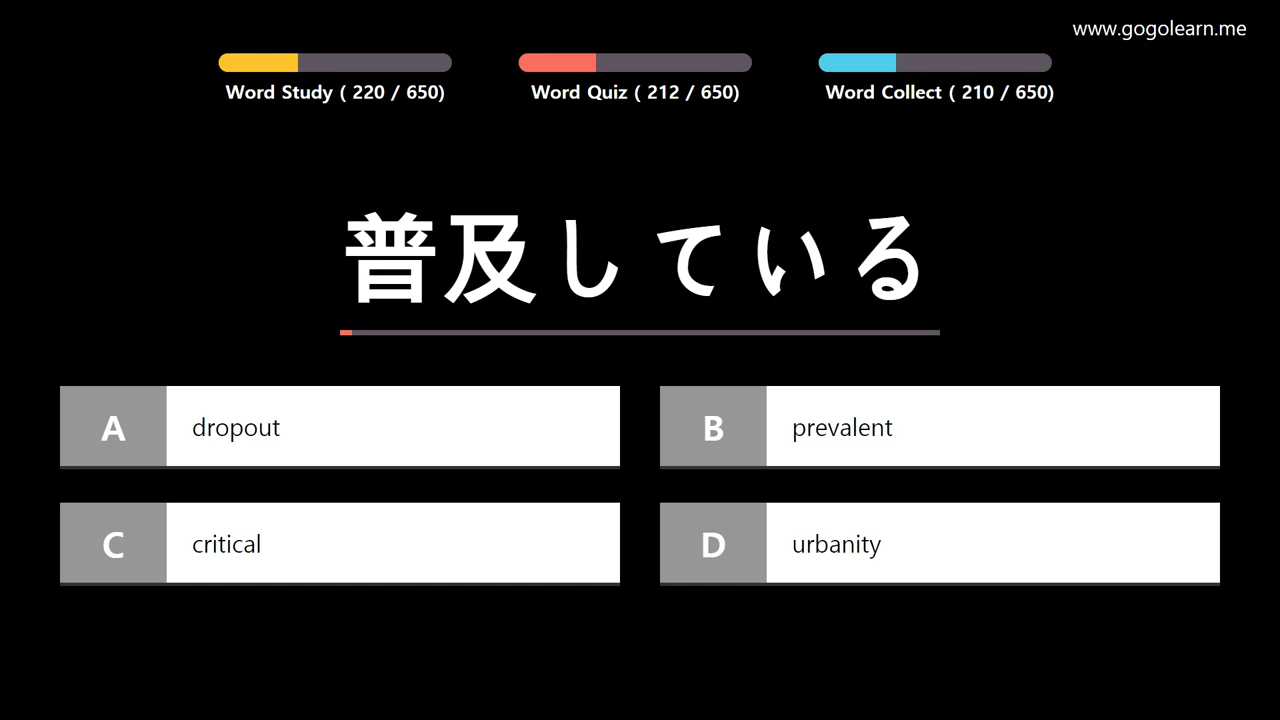 www.gogolearn.me
Word Study ( 220 / 650)
Word Quiz ( 212 / 650)
Word Collect ( 210 / 650)
普及している
A dropout
B prevalent
C critical
D urbanity